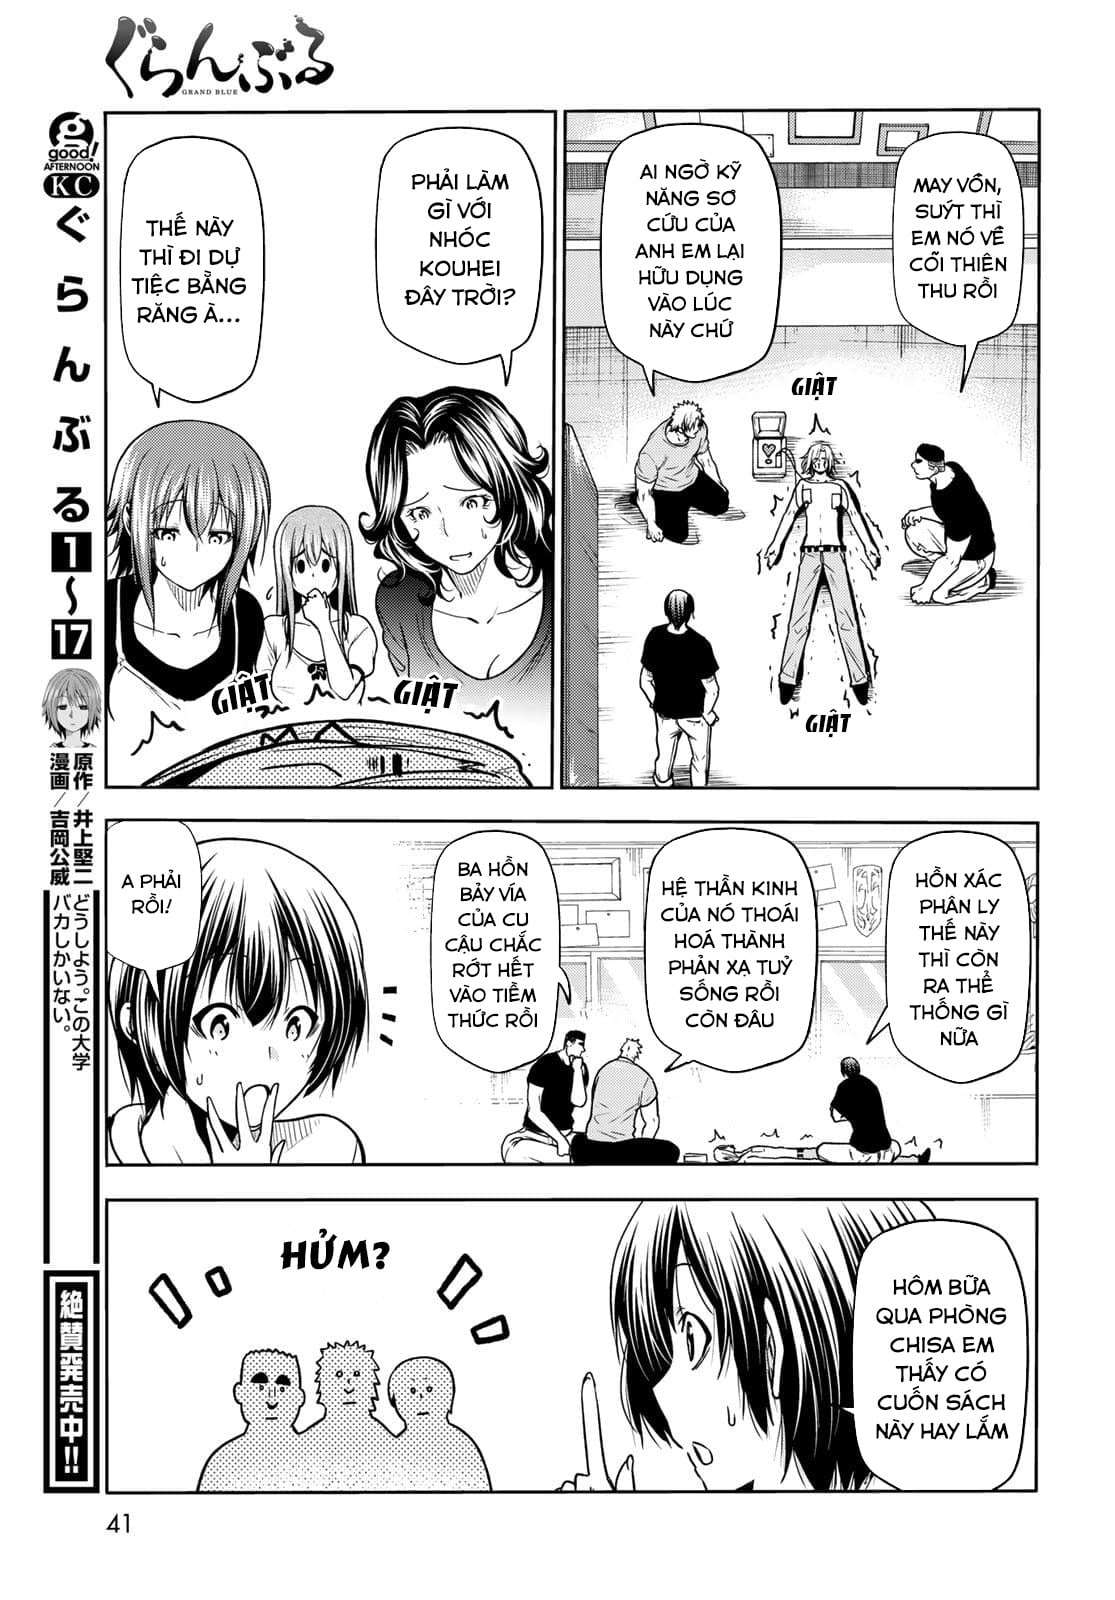 ぐらんぶる
GRAND BLUE
good!
AFTERNOON
KC
ぐらんぶる 1〜17
原作/井上堅二
漫画/吉岡公威
どうしよう。この大学
バカしかいない。
絶賛発売中!!
MAY VỒN,
SUÝT THÌ
EM NÓ VỀ
CÕI THIÊN
THU RỒI
AI NGỜ KỸ
NĂNG SƠ
CỨU CỦA
ANH EM LẠI
HỮU DỤNG
VÀO LÚC
NÀY CHỨ
GIẬT
GIẬT
PHẢI LÀM
GÌ VỚI
NHÓC
KOUHEI
ĐÂY TRỜI?
THẾ NÀY
THÌ ĐI DỰ
TIỆC BẰNG
RĂNG À...
GIẬT
GIẬT
HỒN XÁC
PHÂN LY
THẾ NÀY
THÌ CÒN
RA THỂ
THỐNG GÌ
NỮA
HỆ THẦN KINH
CỦA NÓ THOÁI
HOÁ THÀNH
PHẢN XẠ TUỶ
SỐNG RỒI
CÒN ĐÂU
BA HỒN
BẢY VÍA
CỦA CU
CẬU CHẮC
RỚT HẾT
VÀO TIỀM
THỨC RỒI
A PHẢI
RỒI!
HÔM BỮA
QUA PHÒNG
CHISA EM
THẤY CÓ
CUỐN SÁCH
NÀY HAY LẮM
HỬM?
41